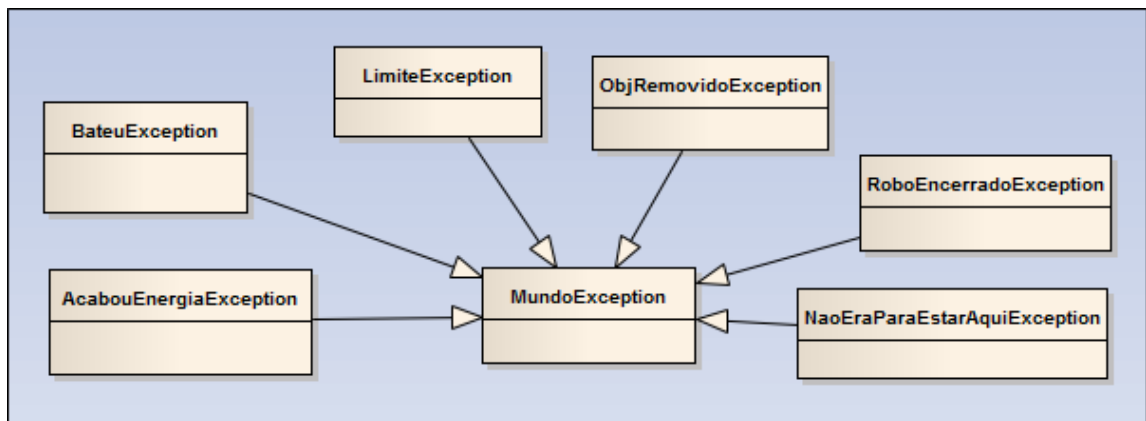 LimiteException
ObjRemovidoException
BateuException
RoboEncerradoException
AcabouEnergiaException
MundoException
NaoEraParaEstarAquiException